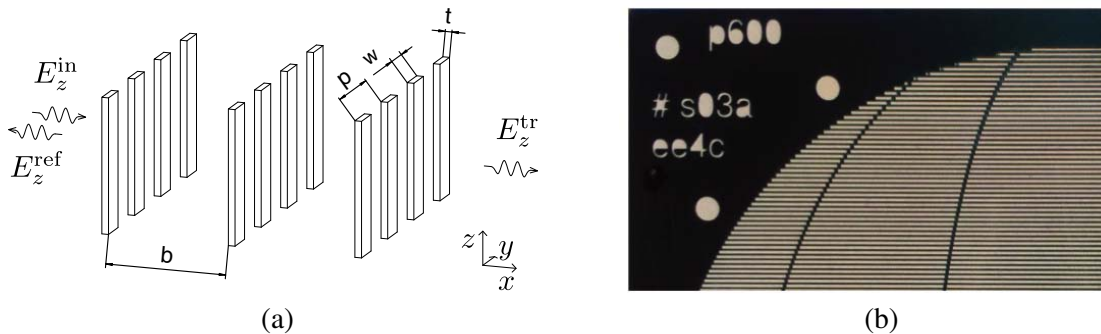 t
w
p
E_z^in
E_z^ref
E_z^tr
b
z
y
x
(a)
p600
# s03a
ee4c
(b)